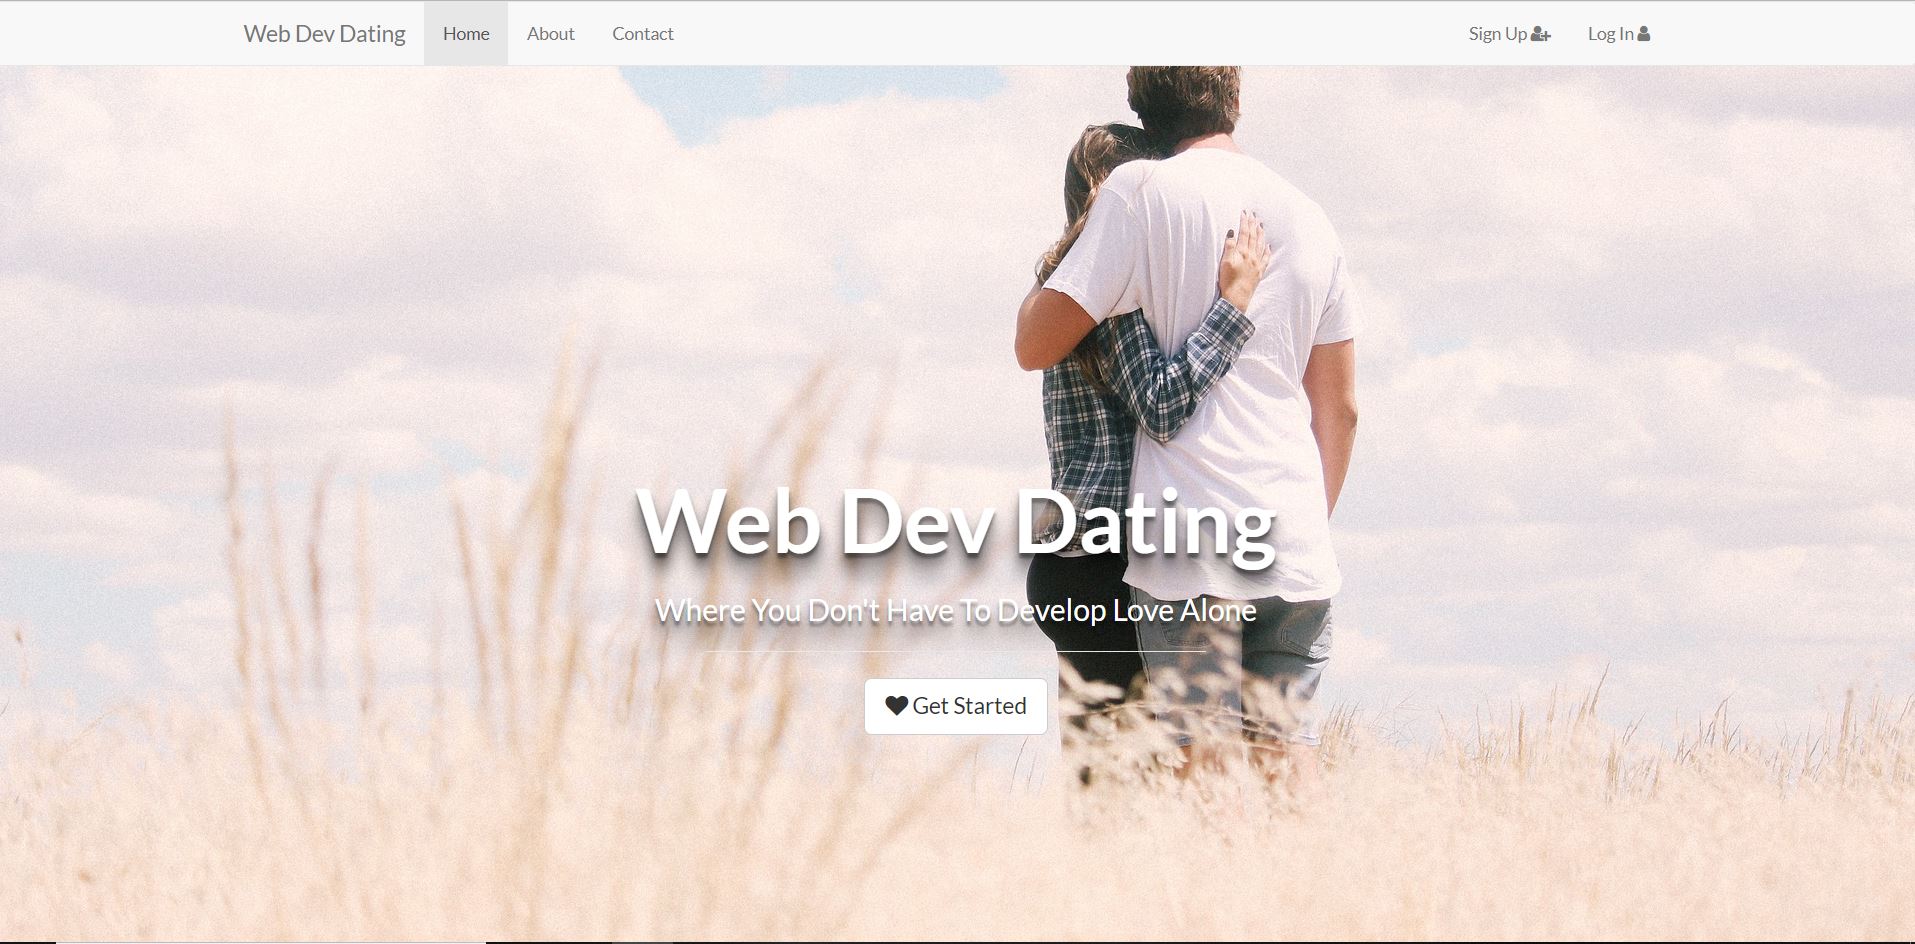 Web Dev Dating Home About Contact Sign Up Log In
Web Dev Dating
Where You Don't Have To Develop Love Alone
Get Started